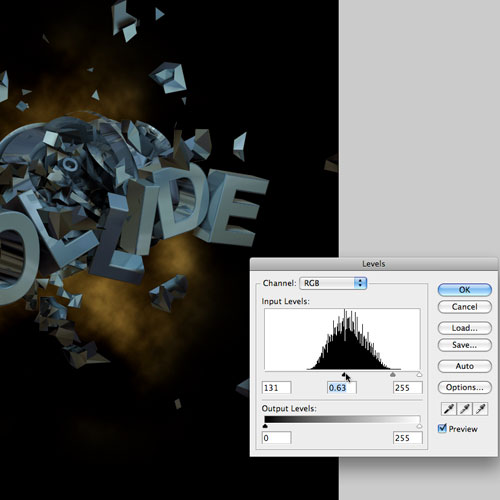 OLLIDE
Levels
Channel: RGB
OK
Input Levels:
Cancel
Load...
Save...
Auto
131 0.63 255
Options...
Output Levels:
Preview
0 255